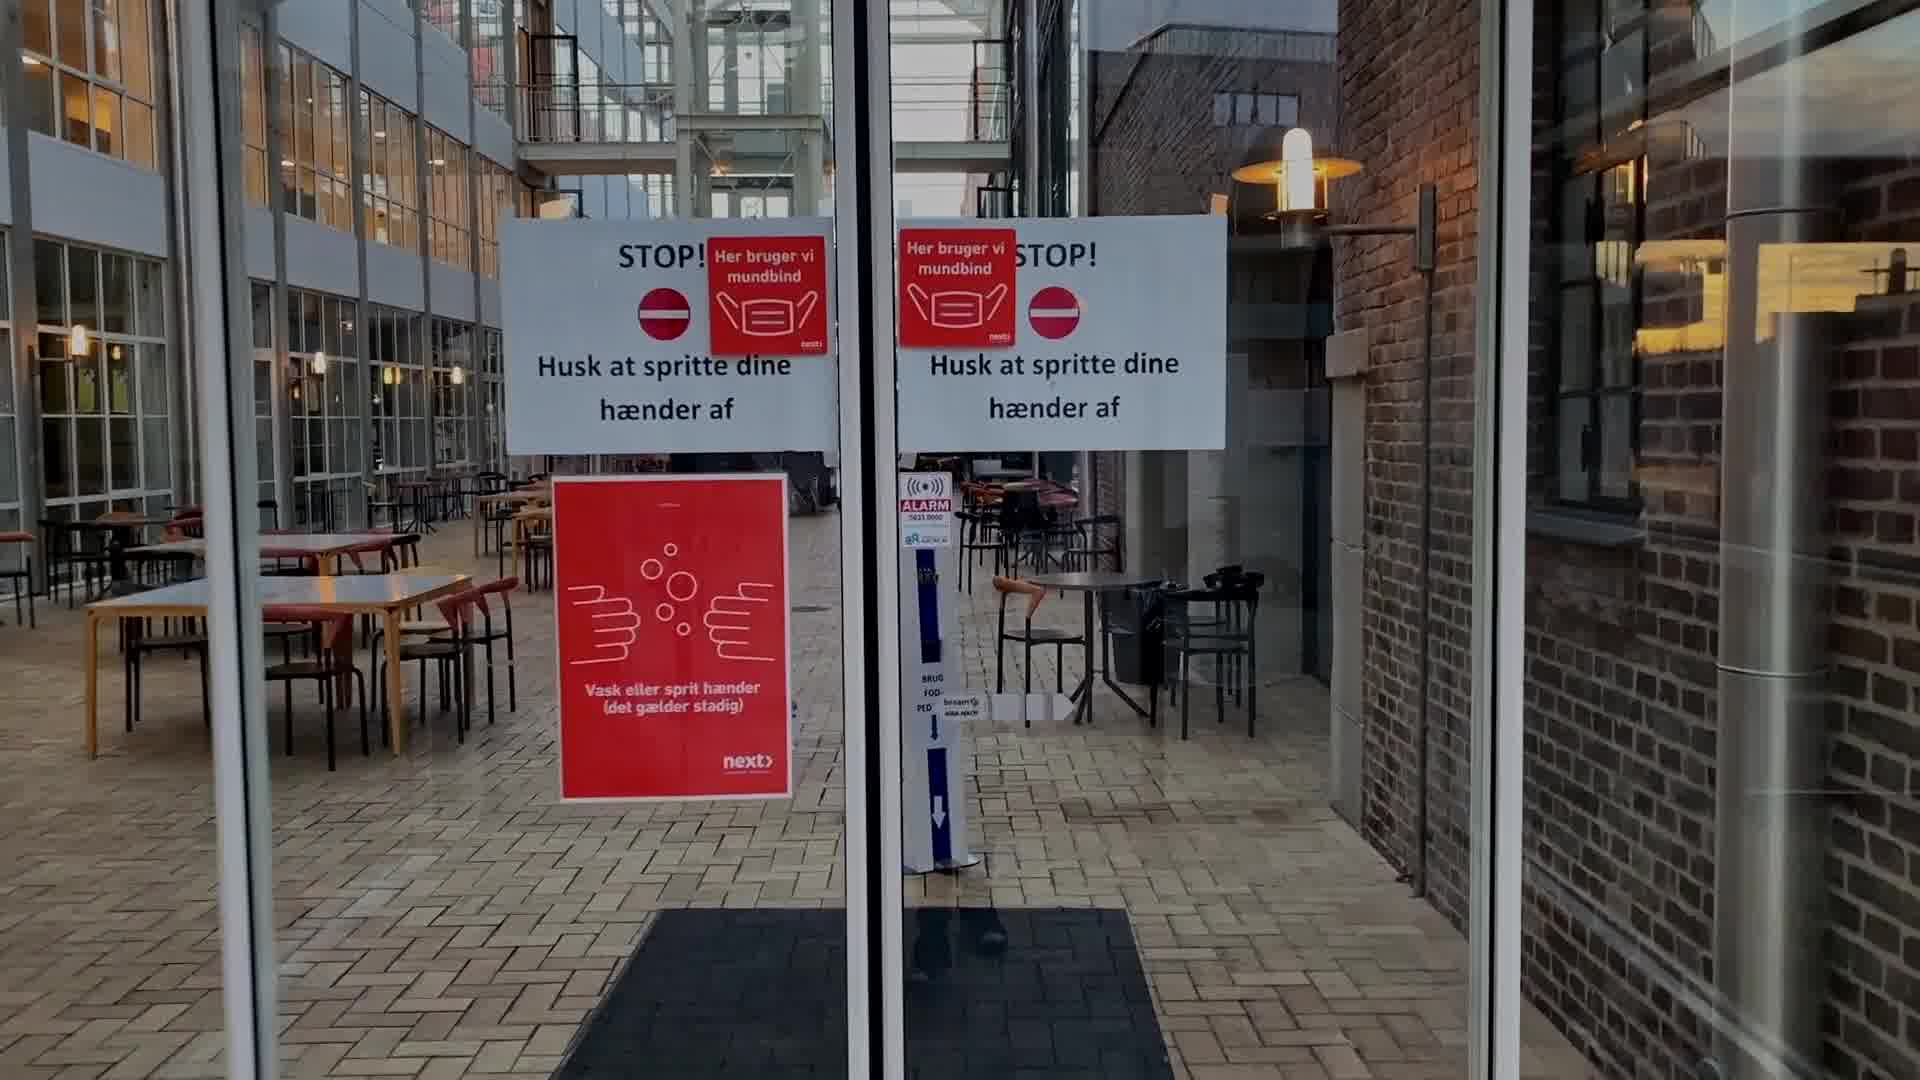 STOP!
Her bruger vi
mundbind
next>
Husk at spritte dine
hænder af
Her bruger vi
mundbind
next>
STOP!
Husk at spritte dine
hænder af
Vask eller sprit hænder
(det gælder stadig)
next>
ALARM
BRUG
FOD-
PED